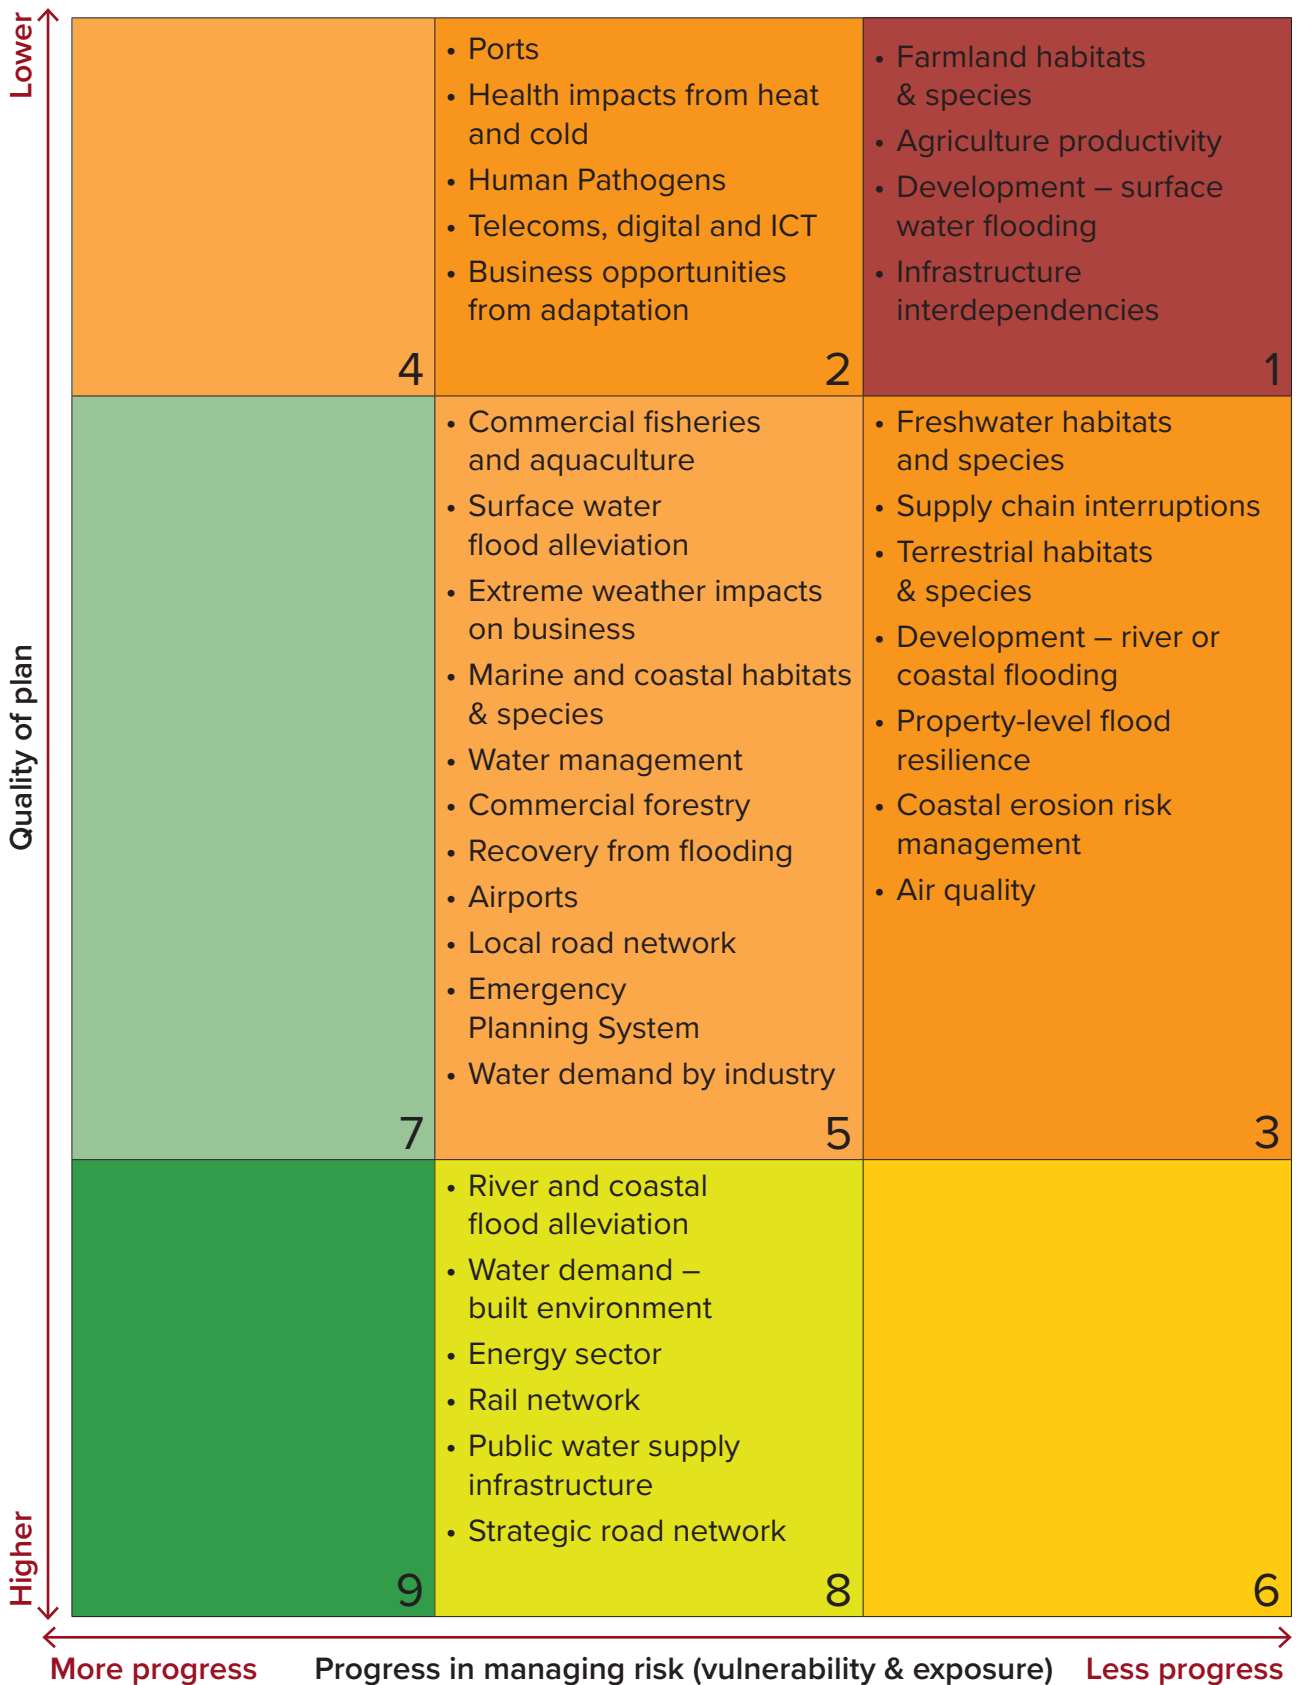 Lower
Quality of plan
Higher
4
• Ports
• Health impacts from heat
and cold
• Human Pathogens
• Telecoms, digital and ICT
• Business opportunities
from adaptation
2
• Farmland habitats
& species
• Agriculture productivity
• Development – surface
water flooding
• Infrastructure
interdependencies
1
7
• Commercial fisheries
and aquaculture
• Surface water
flood alleviation
• Extreme weather impacts
on business
• Marine and coastal habitats
& species
• Water management
• Commercial forestry
• Recovery from flooding
• Airports
• Local road network
• Emergency
Planning System
• Water demand by industry
5
• Freshwater habitats
and species
• Supply chain interruptions
• Terrestrial habitats
& species
• Development – river or
coastal flooding
• Property-level flood
resilience
• Coastal erosion risk
management
• Air quality
3
9
• River and coastal
flood alleviation
• Water demand –
built environment
• Energy sector
• Rail network
• Public water supply
infrastructure
• Strategic road network
8
6
More progress
Progress in managing risk (vulnerability & exposure)
Less progress